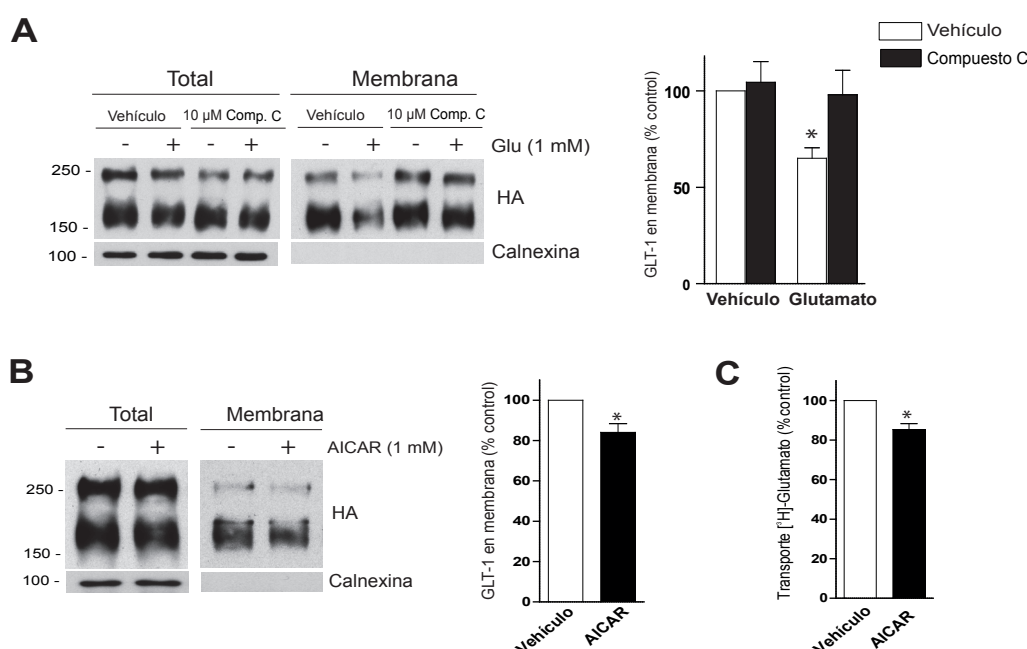 A
Total
Membrana
Vehículo
10 µM Comp. C
Vehículo
10 µM Comp. C
- + - + - + - + Glu (1 mM)
250 -
HA
150 -
100 -
Calnexina
Vehículo
Compuesto C
GLT-1 en membrana (% control)
100
50
0
*
Vehículo
Glutamato
B
Total
Membrana
- + - + AICAR (1 mM)
250 -
HA
150 -
100 -
Calnexina
GLT-1 en membrana (% control)
100
80
60
40
20
0
*
Vehículo
AICAR
C
Transporte [³H]-Glutamato (% control)
100
80
60
40
20
0
*
Vehículo
AICAR